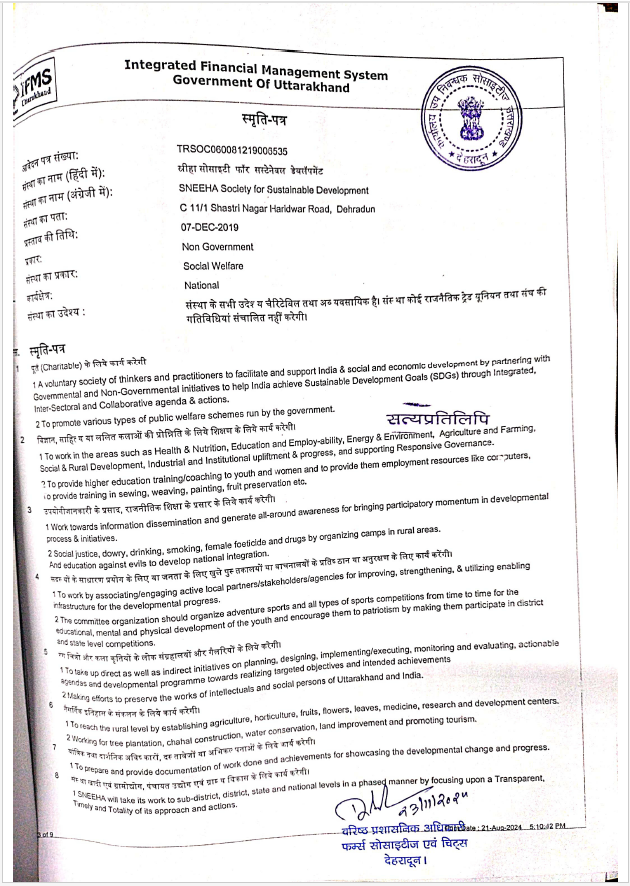 IFMS
Uttarakhand
Integrated Financial Management System
Government Of Uttarakhand
स्मृति-पत्र
कार्यालय उप निबन्धक सोसाइटीज उत्तराखण्ड
देहरादून
आवेदन पत्र संख्या:
TRSOC060081219003535
संस्था का नाम (हिंदी में):
स्नीहा सोसाइटी फॉर सस्टेनेबल डेवलपमेंट
संस्था का नाम (अंग्रेजी में):
SNEEHA Society for Sustainable Development
संस्था का पता:
C 11/1 Shastri Nagar Haridwar Road, Dehradun
प्रस्ताव की तिथि:
07-DEC-2019
प्रकार:
Non Government
संस्था का प्रकार:
Social Welfare
कार्यक्षेत्र:
National
संस्था का उदेश्य :
संस्था के सभी उदेश्य चैरिटेबिल तथा अव्यवसायिक है। संस्था कोई राजनैतिक ट्रेड यूनियन तथा संघ की
गतिविधियां संचालित नहीं करेगी।
स्मृति-पत्र
1 पूर्त (Charitable) के लिये कार्य करेगी
1 A voluntary society of thinkers and practitioners to facilitate and support India & social and economic development by partnering with
Governmental and Non-Governmental initiatives to help India achieve Sustainable Development Goals (SDGs) through Integrated,
Inter-Sectoral and Collaborative agenda & actions.
2 To promote various types of public welfare schemes run by the government.
सत्यप्रतिलिपि
2 विज्ञान, साहित्य या ललित कलाओं की प्रोन्नति के लिये शिक्षण के लिये कार्य करेगी।
1 To work in the areas such as Health & Nutrition, Education and Employ-ability, Energy & Environment, Agriculture and Farming,
Social & Rural Development, Industrial and Institutional upliftment & progress, and supporting Responsive Governance.
2 To provide higher education training/coaching to youth and women and to provide them employment resources like computers,
to provide training in sewing, weaving, painting, fruit preservation etc.
3 उपयोगीजानकारी के प्रसाद, राजनीतिक शिक्षा के प्रसार के लिये कार्य करेगी।
1 Work towards information dissemination and generate all-around awareness for bringing participatory momentum in developmental
process & initiatives.
2 Social justice, dowry, drinking, smoking, female foeticide and drugs by organizing camps in rural areas.
And education against evils to develop national integration.
4 सदस्यों के साधारण प्रयोग के लिए या जनता के लिए खुले पुस्तकालयों या वाचनालयों के प्रतिष्ठान या अनुरक्षण के लिए कार्य करेगी।
1 To work by associating/engaging active local partners/stakeholders/agencies for improving, strengthening, & utilizing enabling
infrastructure for the developmental progress.
2 The committee organization should organize adventure sports and all types of sports competitions from time to time for the
educational, mental and physical development of the youth and encourage them to patriotism by making them participate in district
and state level competitions.
5 रंग चित्रो और कला कृतियों के लोक संग्रहालयों और गैलरियों के लिये करेगी।
1 To take up direct as well as indirect initiatives on planning, designing, implementing/executing, monitoring and evaluating, actionable
agendas and developmental programme towards realizing targeted objectives and intended achievements
2 Making efforts to preserve the works of intellectuals and social persons of Uttarakhand and India.
6 नैसर्गिक इतिहास के संकलन के लिये कार्य करेगी।
1 To reach the rural level by establishing agriculture, horticulture, fruits, flowers, leaves, medicine, research and development centers.
2 Working for tree plantation, chahal construction, water conservation, land improvement and promoting tourism.
7
1 To prepare and provide documentation of work done and achievements for showcasing the developmental change and progress.
8 संस्था खादी एवं ग्रामोद्योग, पंचायत उद्योग एवं ग्राम विकास के लिये कार्य करेगी।
1 SNEEHA will take its work to sub-district, district, state and national levels in a phased manner by focusing upon a Transparent,
Timely and Totality of its approach and actions.
23/11/2024
3 of 9
Date : 21-Aug-2024 5:10:42 PM
वरिष्ठ प्रशासनिक अधिकारी
फर्म्स सोसाइटीज एवं चिट्स
देहरादून।